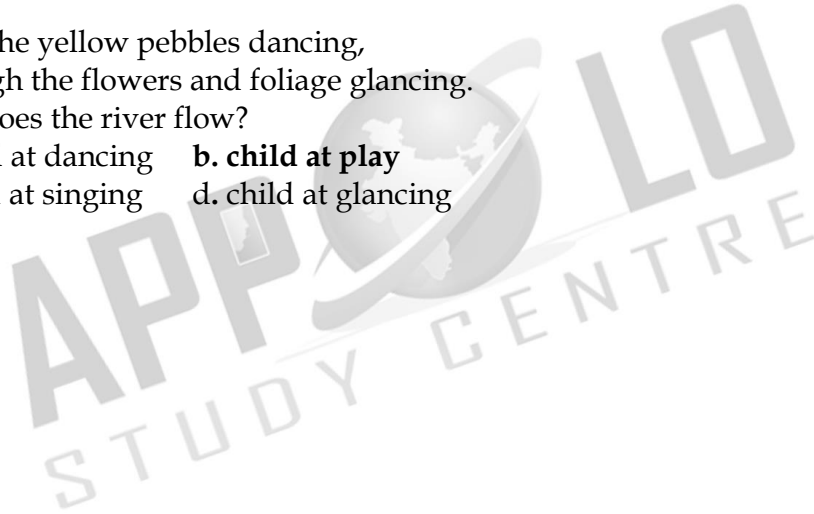 he yellow pebbles dancing,
gh the flowers and foliage glancing.
oes the river flow?
at dancing b. child at play
at singing d. child at glancing
APPOLO
STUDY CENTRE